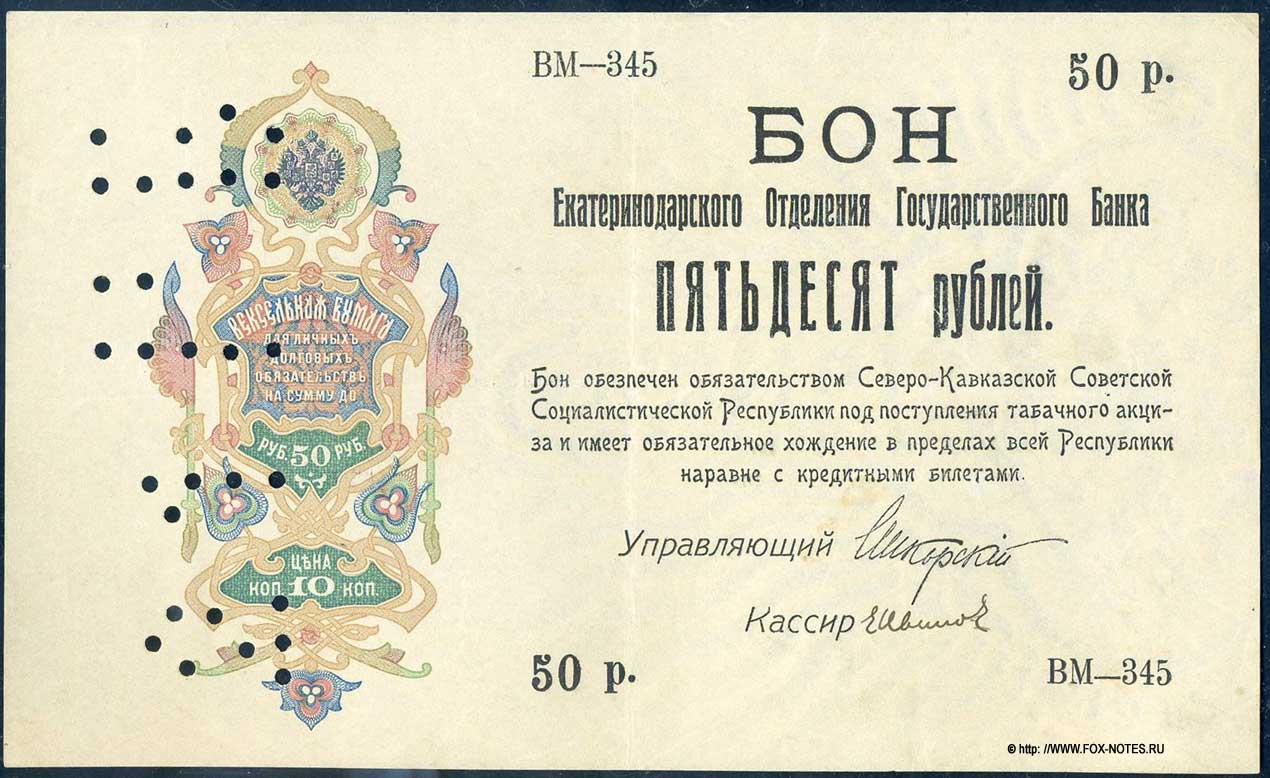 ВМ—345
50 р.
БОН
Екатеринодарского Отделения Государственного Банка
ПЯТЬДЕСЯТ рублей.
Бон обезпечен обязательством Северо-Кавказской Советской
Социалистической Республики под поступления табачного акци-
за и имеет обязательное хождение в пределах всей Республики
наравне с кредитными билетами.
Управляющий Сикорский
Кассир
50 р.
ВМ—345
ВЕКСЕЛЬНАЯ БУМАГА
ДЛЯ ЛИЧНЫХЪ
ДОЛГОВЫХЪ
ОБЯЗАТЕЛЬСТВЪ
НА СУММУ ДО
РУБ. 50 РУБ.
ЦѢНА
КОП. 10 КОП.
© http: //WWW.FOX-NOTES.RU